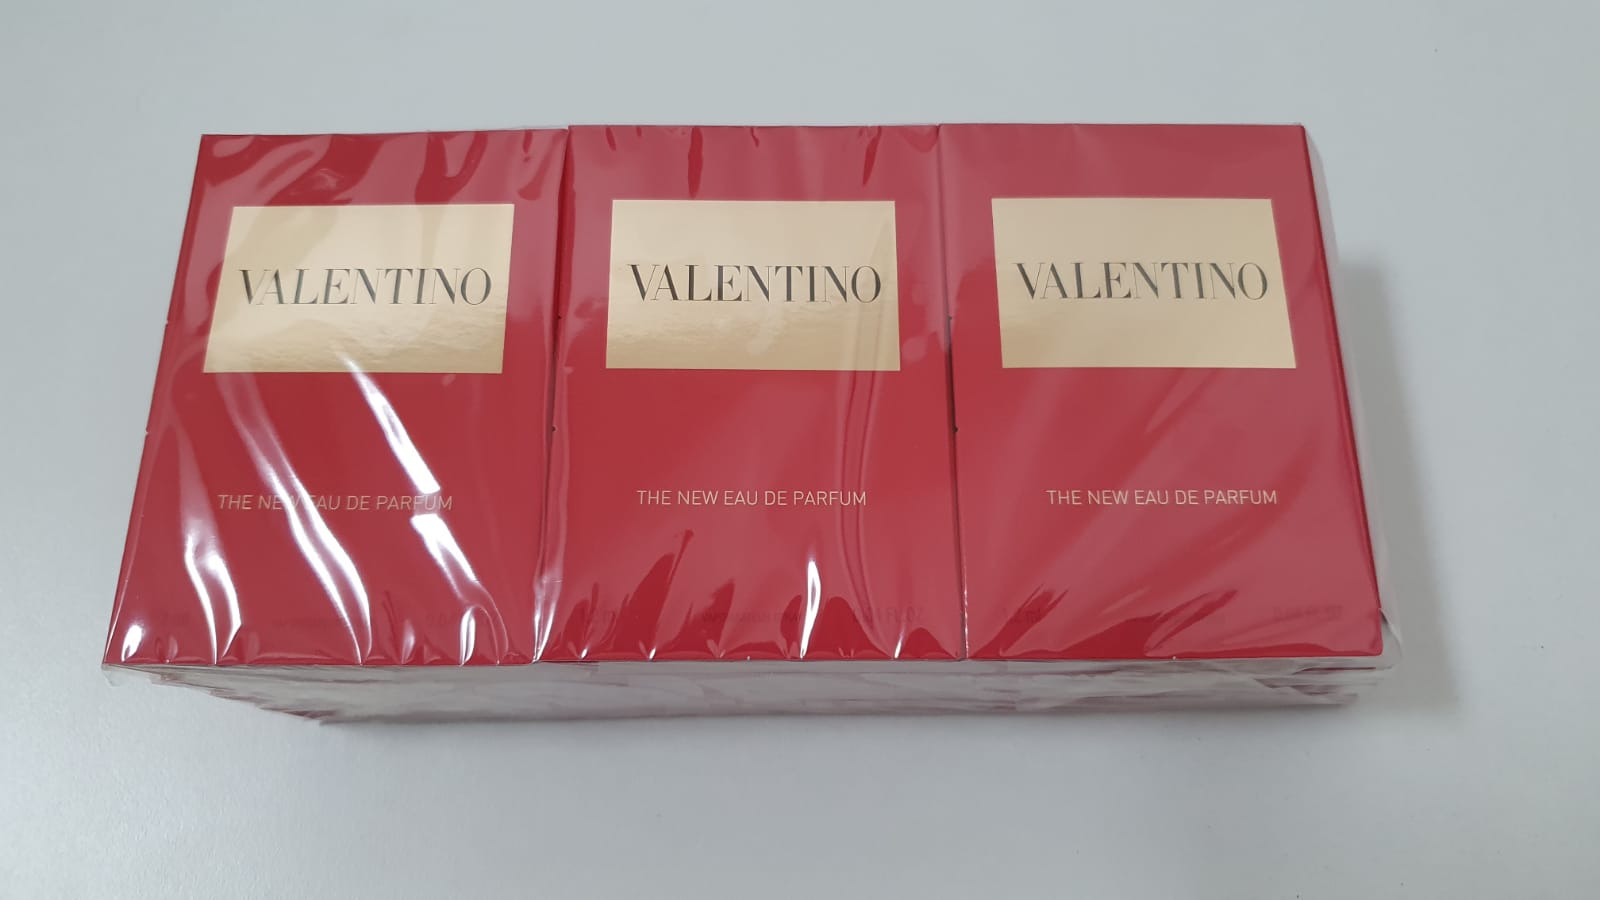 VALENTINO
THE NEW EAU DE PARFUM
VALENTINO
THE NEW EAU DE PARFUM
VALENTINO
THE NEW EAU DE PARFUM